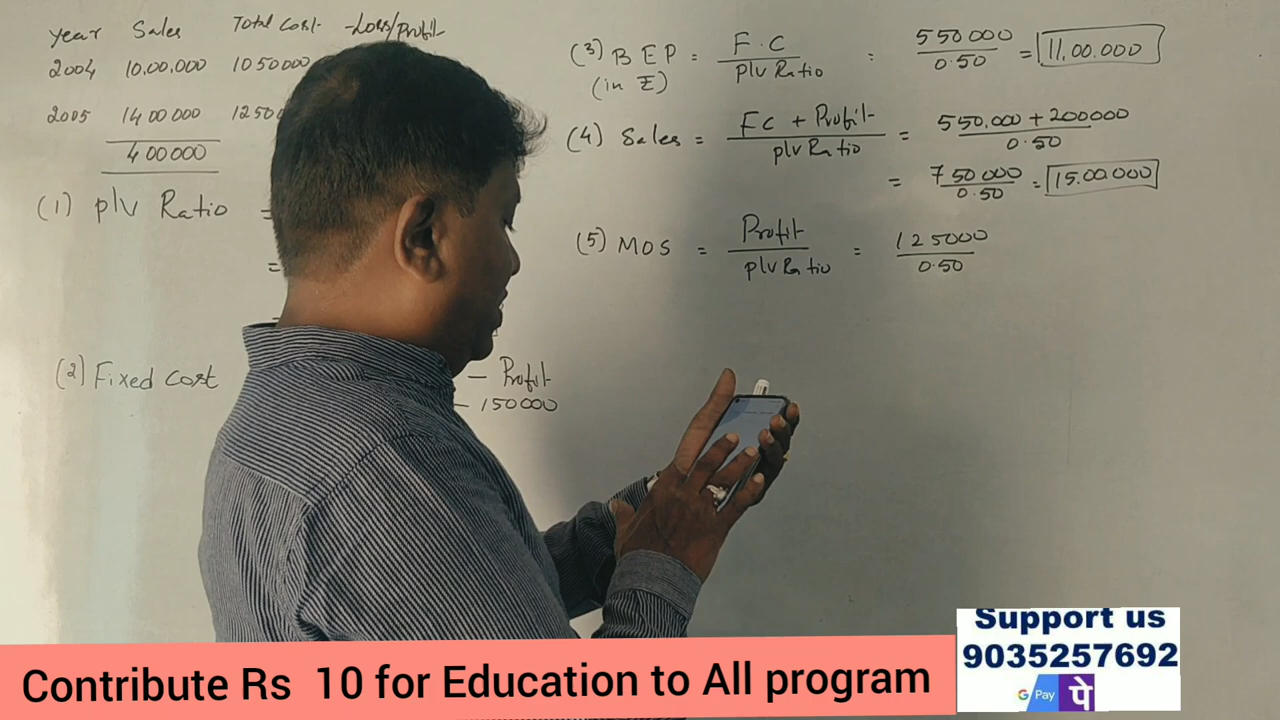 Year Sales Total Cost -Loss/Profit
2004 10,00,000 1050000
2005 1400000 1250
400000
(1) P/V Ratio =
=
(2) Fixed Cost - Profit
- 150000
(3) BEP = F.C / P/V Ratio : 550000 / 0.50 = 11,00,000
(in ₹)
(4) Sales = FC + Profit / P/V Ratio = 550,000 + 200000 / 0.50
= 750000 / 0.50 = 15,00,000
(5) MOS = Profit / P/V Ratio = 125000 / 0.50
Contribute Rs 10 for Education to All program
Support us
9035257692
G Pay पे